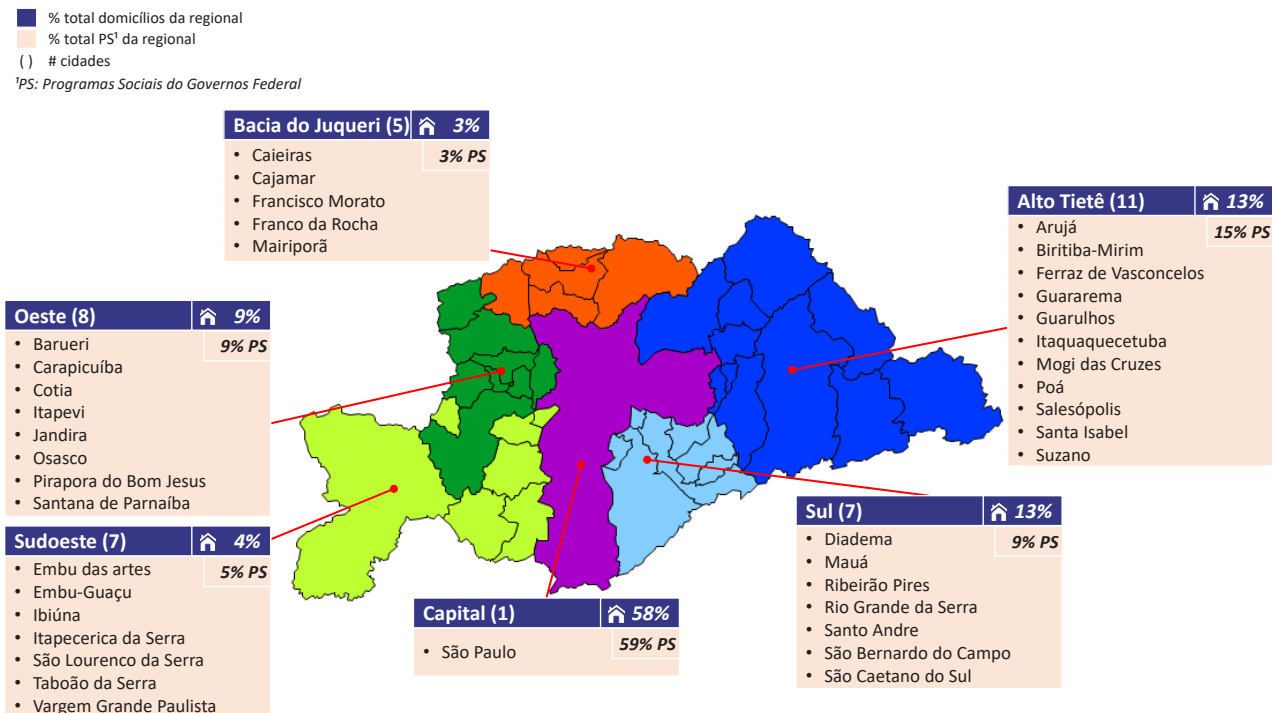 % total domicílios da regional
% total PS¹ da regional
( ) # cidades
¹PS: Programas Sociais do Governos Federal
Bacia do Juqueri (5) 3%
3% PS
• Caieiras
• Cajamar
• Francisco Morato
• Franco da Rocha
• Mairiporã
Alto Tietê (11) 13%
15% PS
• Arujá
• Biritiba-Mirim
• Ferraz de Vasconcelos
• Guararema
• Guarulhos
• Itaquaquecetuba
• Mogi das Cruzes
• Poá
• Salesópolis
• Santa Isabel
• Suzano
Oeste (8) 9%
9% PS
• Barueri
• Carapicuíba
• Cotia
• Itapevi
• Jandira
• Osasco
• Pirapora do Bom Jesus
• Santana de Parnaíba
Sudoeste (7) 4%
5% PS
• Embu das artes
• Embu-Guaçu
• Ibiúna
• Itapecerica da Serra
• São Lourenco da Serra
• Taboão da Serra
• Vargem Grande Paulista
Capital (1) 58%
59% PS
• São Paulo
Sul (7) 13%
9% PS
• Diadema
• Mauá
• Ribeirão Pires
• Rio Grande da Serra
• Santo Andre
• São Bernardo do Campo
• São Caetano do Sul